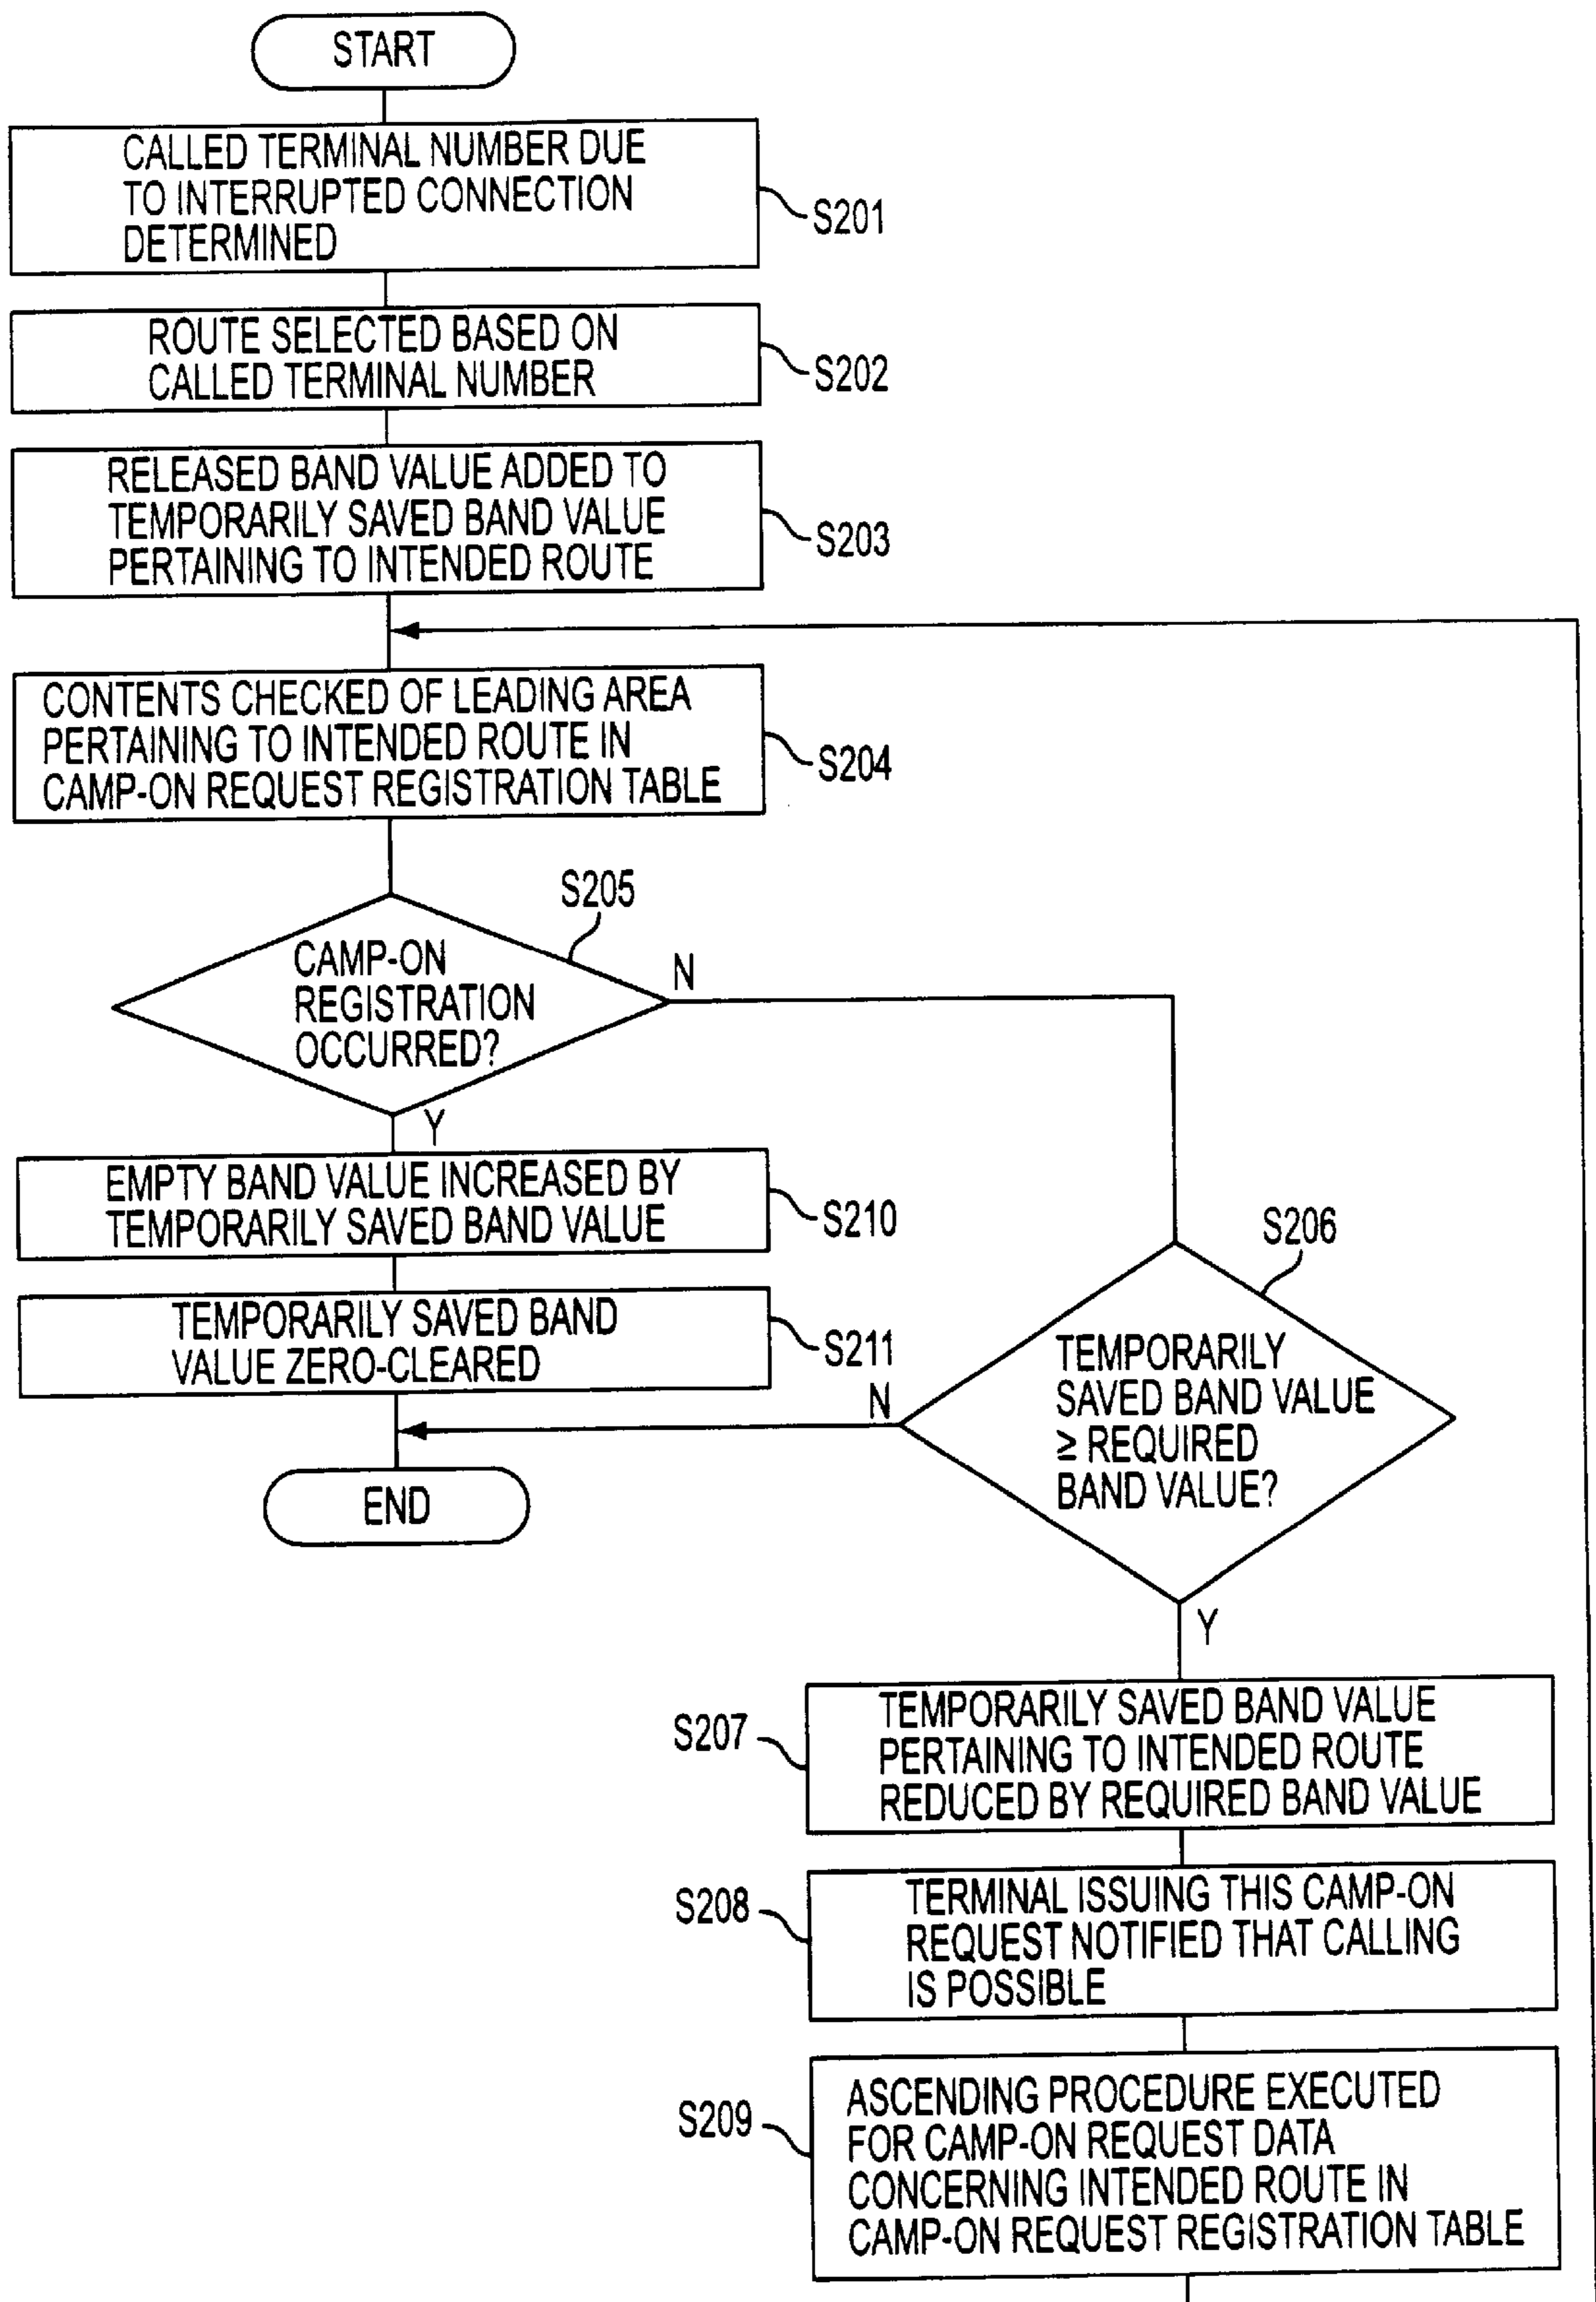 START
CALLED TERMINAL NUMBER DUE
TO INTERRUPTED CONNECTION
DETERMINED
S201
ROUTE SELECTED BASED ON
CALLED TERMINAL NUMBER
S202
RELEASED BAND VALUE ADDED TO
TEMPORARILY SAVED BAND VALUE
PERTAINING TO INTENDED ROUTE
S203
CONTENTS CHECKED OF LEADING AREA
PERTAINING TO INTENDED ROUTE IN
CAMP-ON REQUEST REGISTRATION TABLE
S204
S205
CAMP-ON
REGISTRATION
OCCURRED?
N
Y
EMPTY BAND VALUE INCREASED BY
TEMPORARILY SAVED BAND VALUE
S210
TEMPORARILY SAVED BAND
VALUE ZERO-CLEARED
S211
END
S206
TEMPORARILY
SAVED BAND VALUE
≥ REQUIRED
BAND VALUE?
N
Y
S207
TEMPORARILY SAVED BAND VALUE
PERTAINING TO INTENDED ROUTE
REDUCED BY REQUIRED BAND VALUE
S208
TERMINAL ISSUING THIS CAMP-ON
REQUEST NOTIFIED THAT CALLING
IS POSSIBLE
S209
ASCENDING PROCEDURE EXECUTED
FOR CAMP-ON REQUEST DATA
CONCERNING INTENDED ROUTE IN
CAMP-ON REQUEST REGISTRATION TABLE